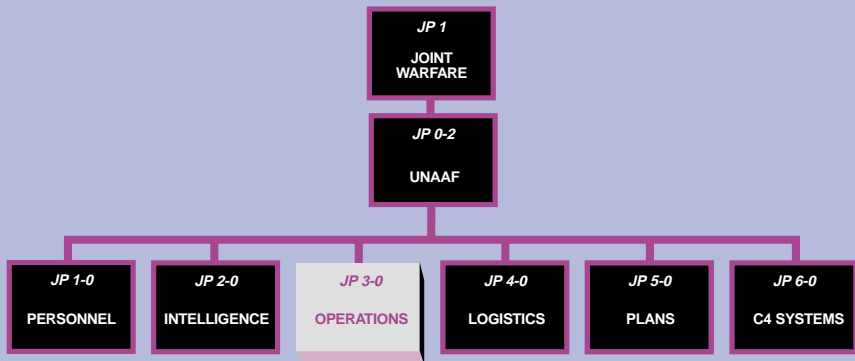 JP 1
JOINT
WARFARE
JP 0-2
UNAAF
JP 1-0
PERSONNEL
JP 2-0
INTELLIGENCE
JP 3-0
OPERATIONS
JP 4-0
LOGISTICS
JP 5-0
PLANS
JP 6-0
C4 SYSTEMS